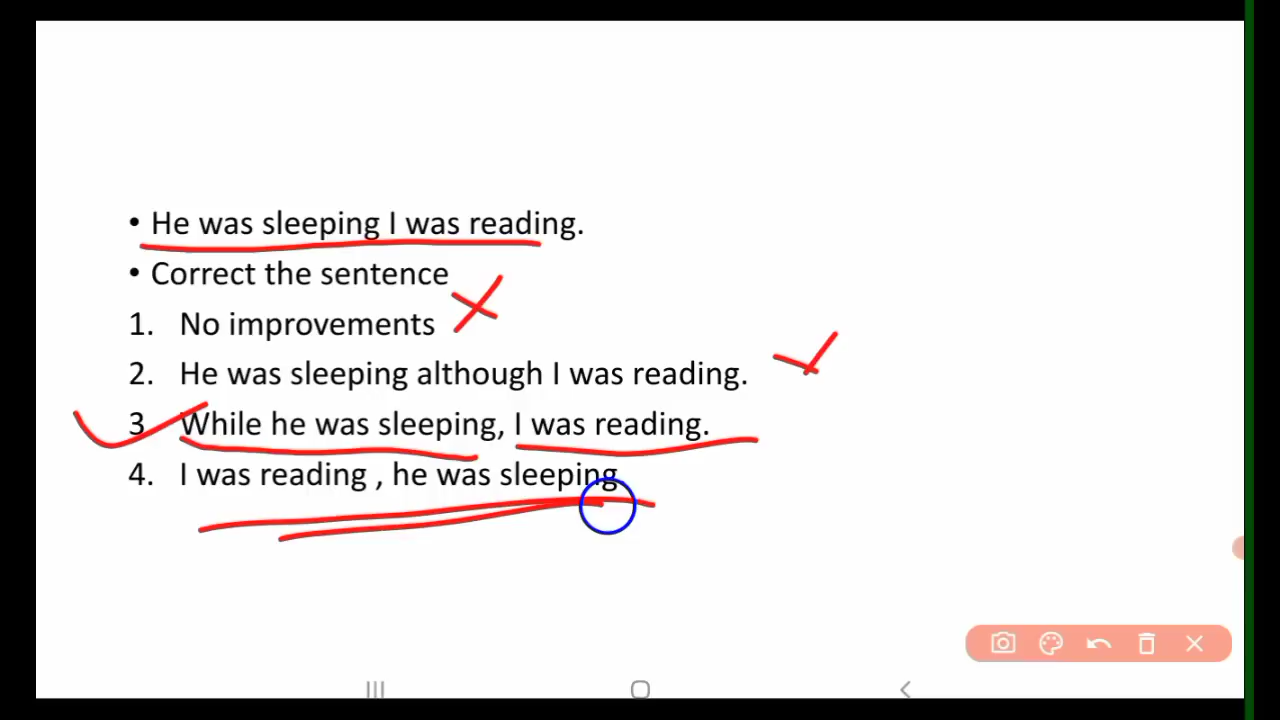 • He was sleeping I was reading.
• Correct the sentence
1. No improvements
2. He was sleeping although I was reading.
3 While he was sleeping, I was reading.
4. I was reading , he was sleeping.